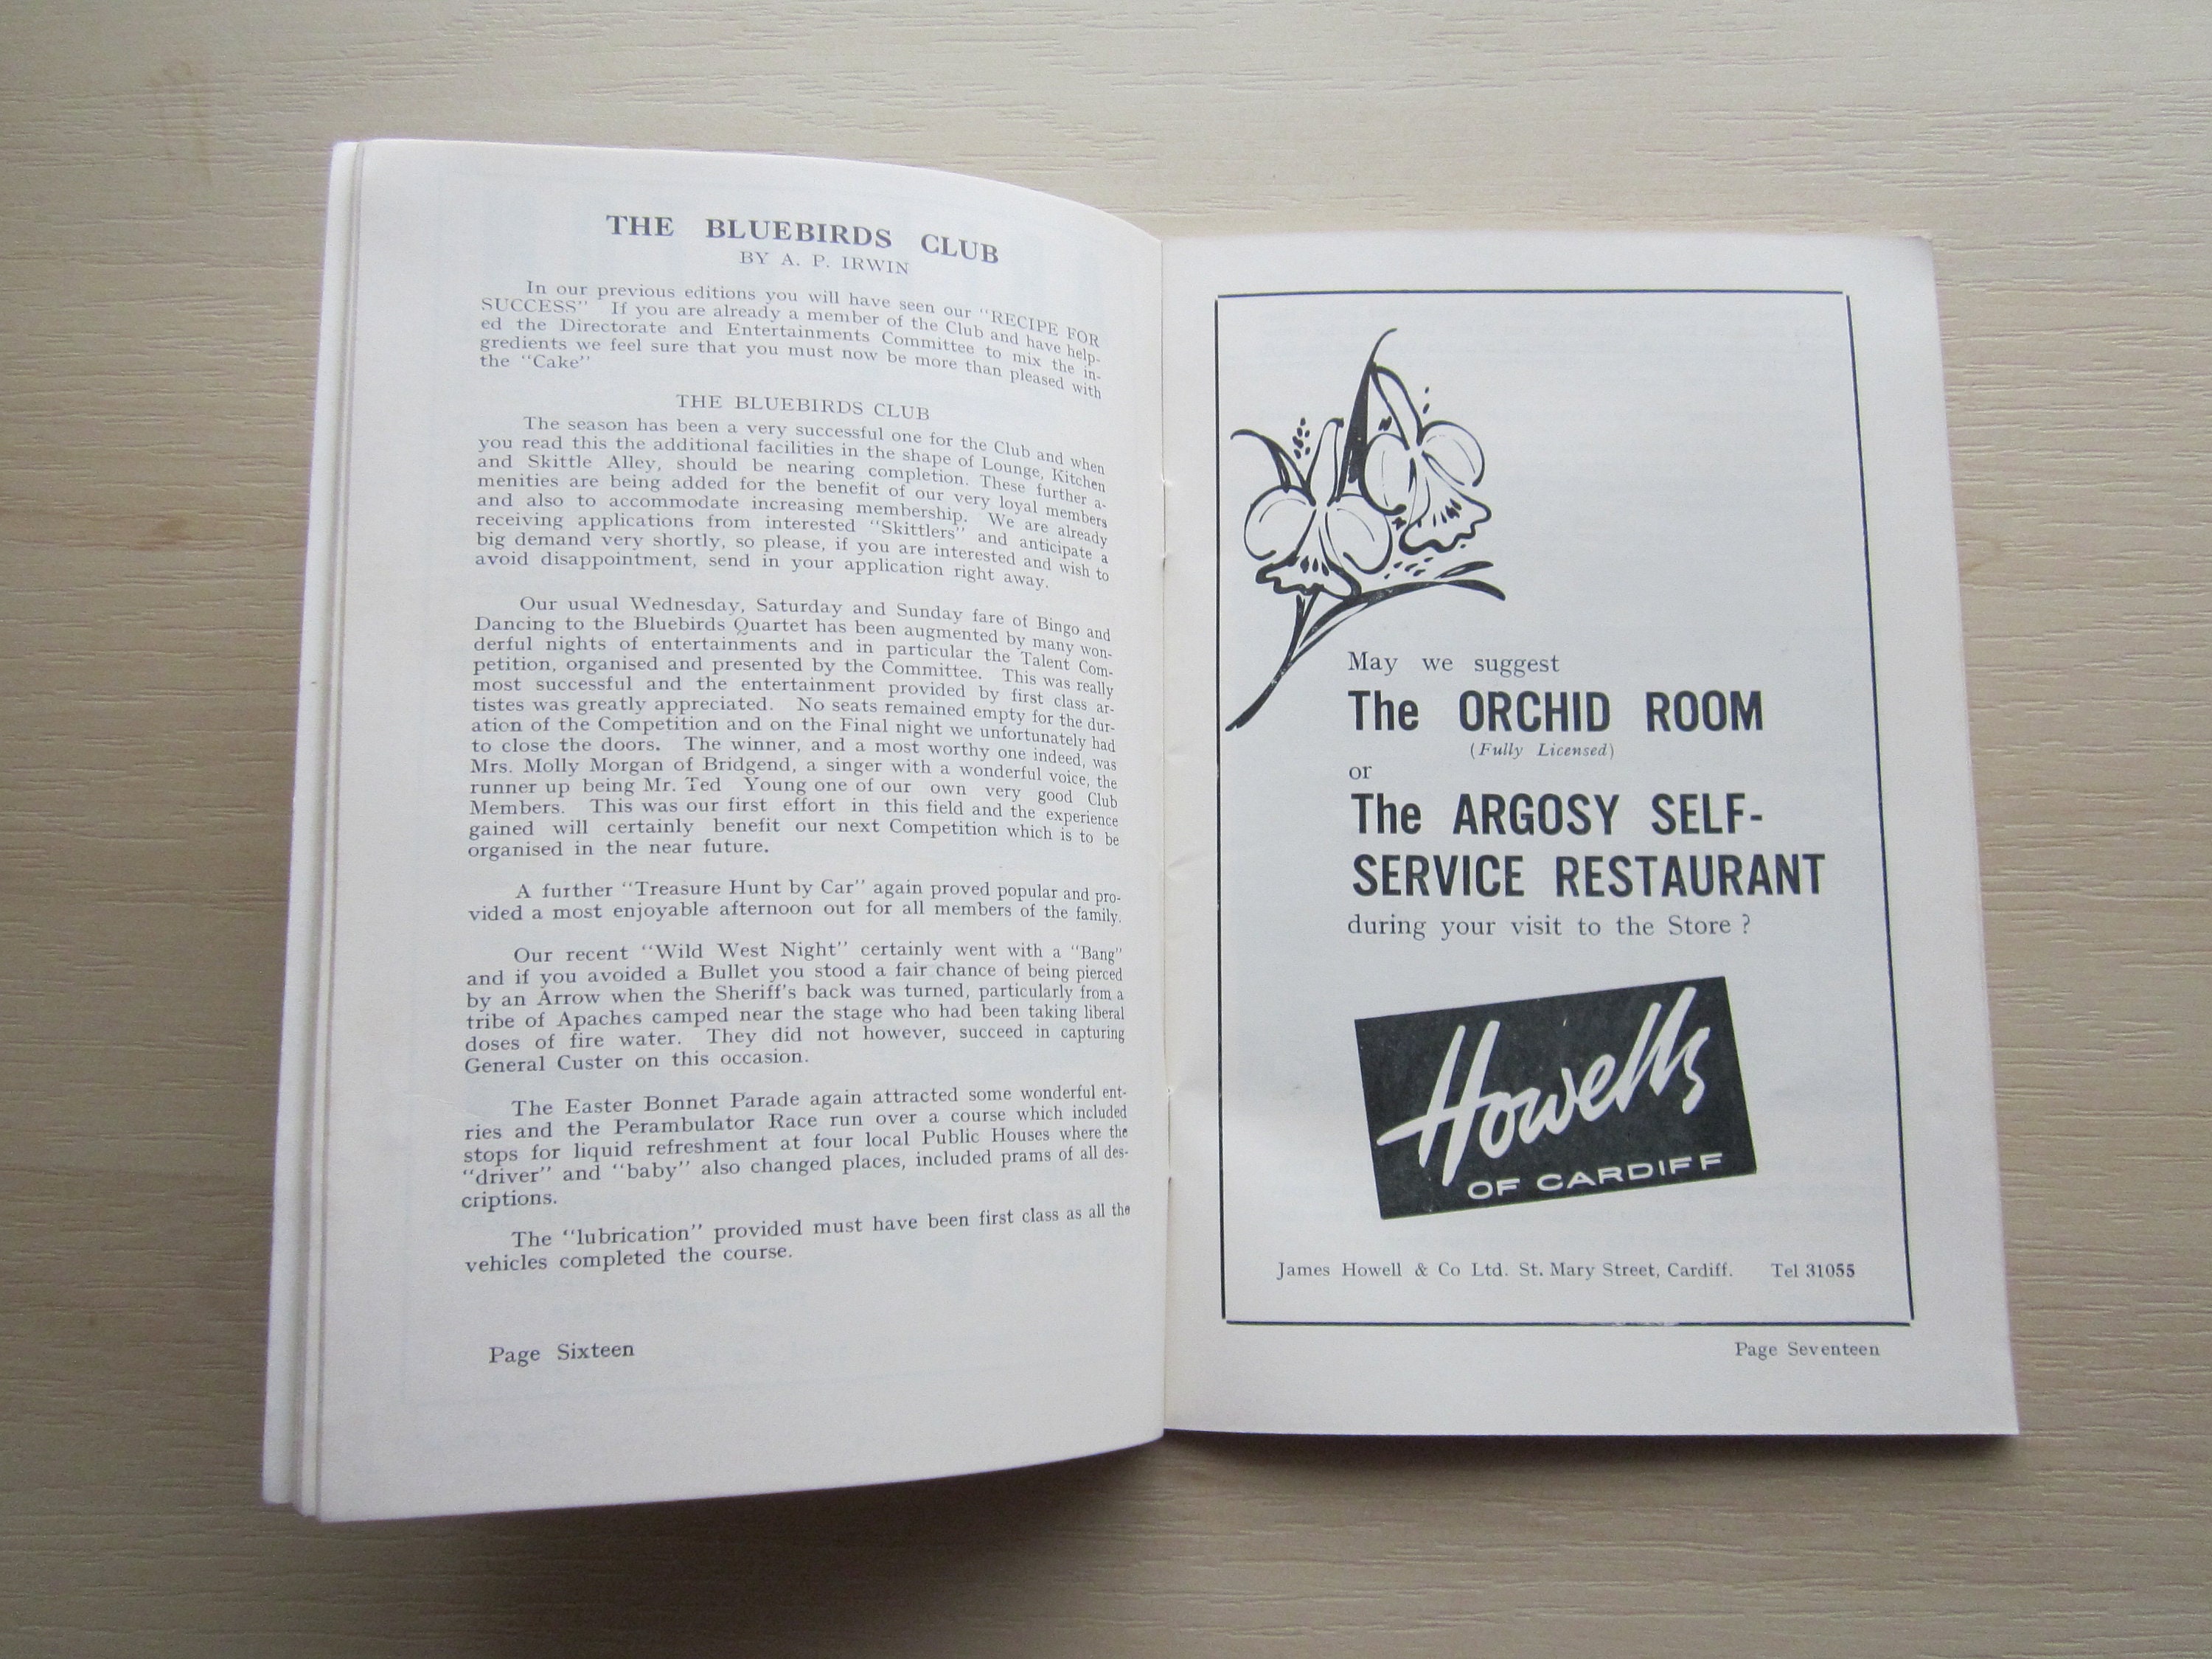 THE BLUEBIRDS CLUB
BY A. P. IRWIN
In our previous editions you will have seen our "RECIPE FOR
SUCCESS" If you are already a member of the Club and have help-
ed the Directorate and Entertainments Committee to mix the in-
gredients we feel sure that you must now be more than pleased with
the "Cake"
THE BLUEBIRDS CLUB
The season has been a very successful one for the Club and when
you read this the additional facilities in the shape of Lounge, Kitchen
and Skittle Alley, should be nearing completion. These further a-
menities are being added for the benefit of our very loyal members
and also to accommodate increasing membership. We are already
receiving applications from interested "Skittlers" and anticipate a
big demand very shortly, so please, if you are interested and wish to
avoid disappointment, send in your application right away.
Our usual Wednesday, Saturday and Sunday fare of Bingo and
Dancing to the Bluebirds Quartet has been augmented by many won-
derful nights of entertainments and in particular the Talent Com-
petition, organised and presented by the Committee. This was really
most successful and the entertainment provided by first class ar-
tistes was greatly appreciated. No seats remained empty for the dur-
ation of the Competition and on the Final night we unfortunately had
to close the doors. The winner, and a most worthy one indeed, was
Mrs. Molly Morgan of Bridgend, a singer with a wonderful voice, the
runner up being Mr. Ted Young one of our own very good Club
Members. This was our first effort in this field and the experience
gained will certainly benefit our next Competition which is to be
organised in the near future.
A further "Treasure Hunt by Car" again proved popular and pro-
vided a most enjoyable afternoon out for all members of the family.
Our recent "Wild West Night" certainly went with a "Bang"
and if you avoided a Bullet you stood a fair chance of being pierced
by an Arrow when the Sheriff's back was turned, particularly from a
tribe of Apaches camped near the stage who had been taking liberal
doses of fire water. They did not however, succeed in capturing
General Custer on this occasion.
The Easter Bonnet Parade again attracted some wonderful ent-
ries and the Perambulator Race run over a course which included
stops for liquid refreshment at four local Public Houses where the
"driver" and "baby" also changed places, included prams of all des-
criptions.
The "lubrication" provided must have been first class as all the
vehicles completed the course.
Page Sixteen
May we suggest
The ORCHID ROOM
(Fully Licensed)
or
The ARGOSY SELF-
SERVICE RESTAURANT
during your visit to the Store ?
Howells
OF CARDIFF
James Howell & Co Ltd. St. Mary Street, Cardiff. Tel 31055
Page Seventeen